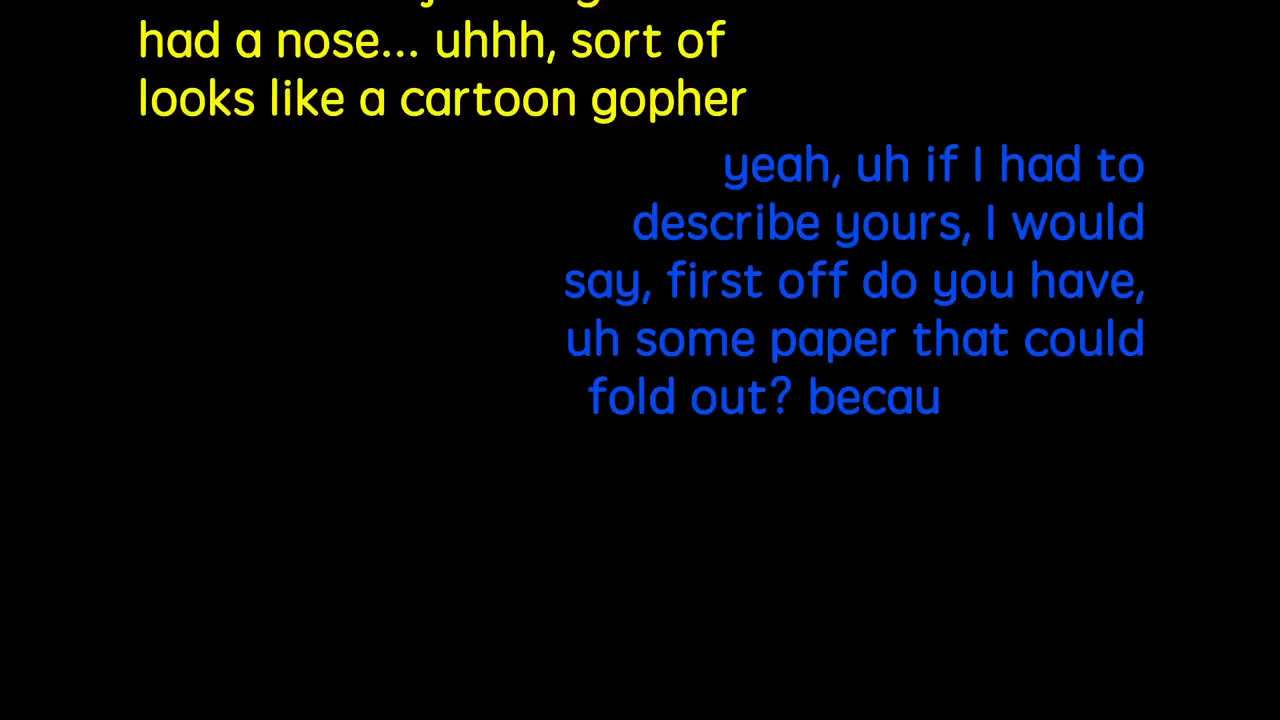 had a nose... uhhh, sort of
looks like a cartoon gopher
yeah, uh if I had to
describe yours, I would
say, first off do you have,
uh some paper that could
fold out? becau